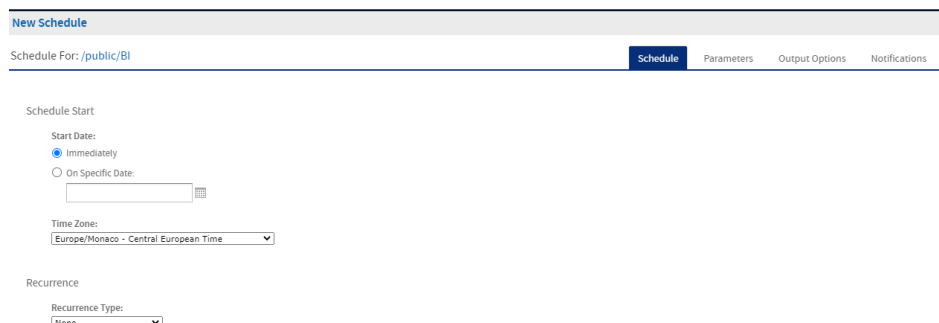 New Schedule
Schedule For: /public/BI
Schedule Parameters Output Options Notifications
Schedule Start
Start Date:
Immediately
On Specific Date:
Time Zone:
Europe/Monaco - Central European Time
Recurrence
Recurrence Type:
None